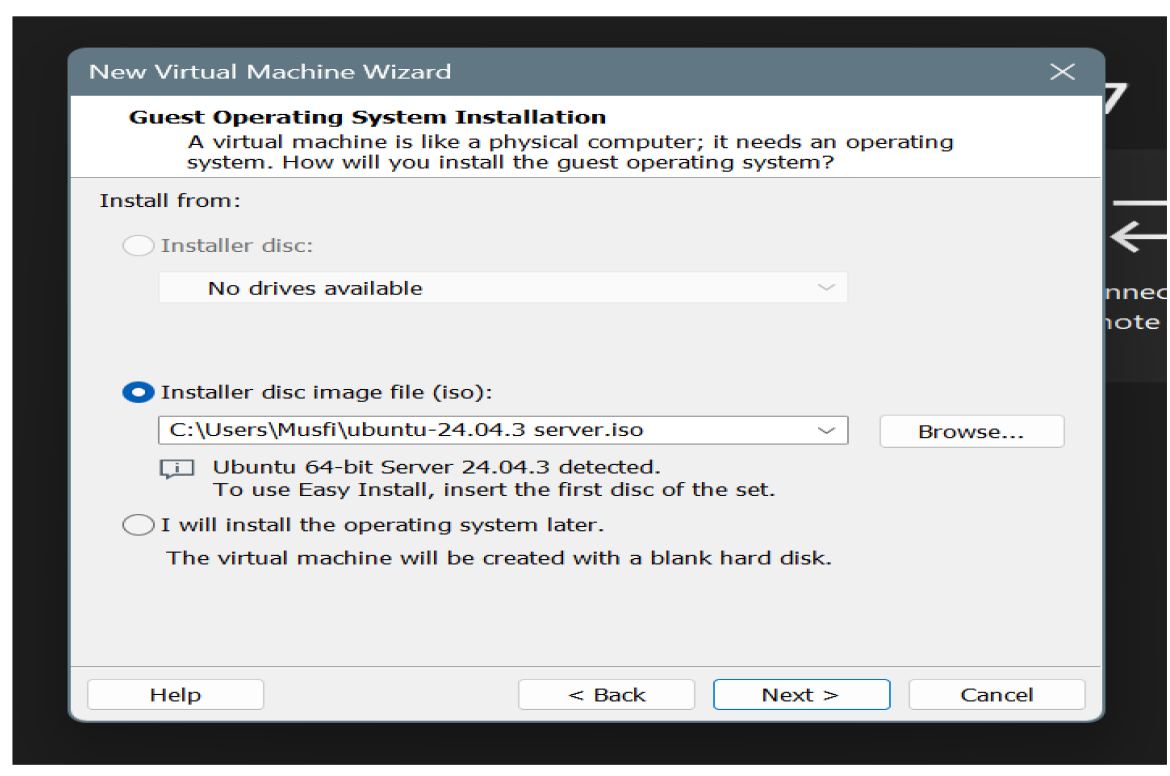 New Virtual Machine Wizard
Guest Operating System Installation
A virtual machine is like a physical computer; it needs an operating
system. How will you install the guest operating system?
Install from:
Installer disc:
No drives available
Installer disc image file (iso):
C:\Users\Musfi\ubuntu-24.04.3 server.iso
Browse...
Ubuntu 64-bit Server 24.04.3 detected.
To use Easy Install, insert the first disc of the set.
I will install the operating system later.
The virtual machine will be created with a blank hard disk.
Help
< Back
Next >
Cancel